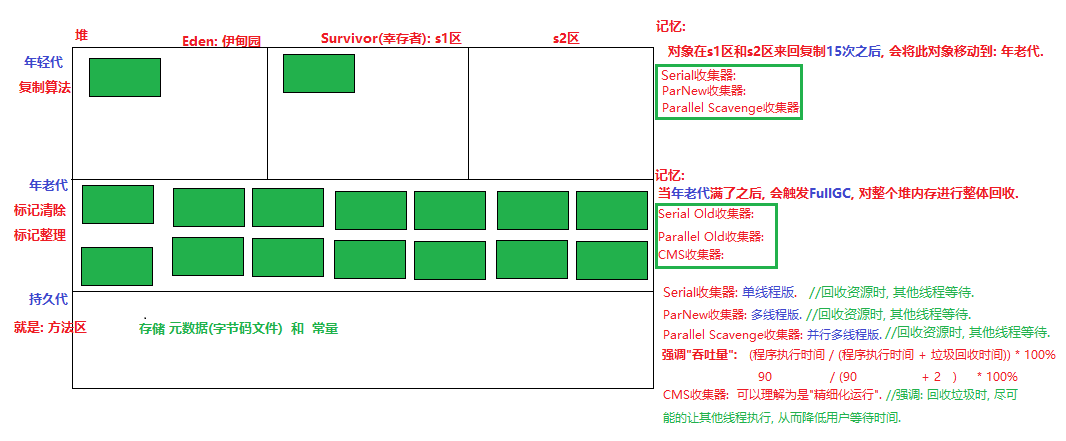 堆
Eden: 伊甸园
Survivor(幸存者): s1区
s2区
年轻代
复制算法
记忆:
对象在s1区和s2区来回复制15次之后, 会将此对象移动到: 年老代.
Serial收集器:
ParNew收集器:
Parallel Scavenge收集器
年老代
标记清除
标记整理
记忆:
当年老代满了之后, 会触发FullGC, 对整个堆内存进行整体回收.
Serial Old收集器:
Parallel Old收集器:
CMS收集器:
持久代
就是: 方法区
存储 元数据(字节码文件) 和 常量
Serial收集器: 单线程版. //回收资源时, 其他线程等待.
ParNew收集器: 多线程版. //回收资源时, 其他线程等待.
Parallel Scavenge收集器: 并行多线程版. //回收资源时, 其他线程等待.
强调"吞吐量": (程序执行时间 / (程序执行时间 + 垃圾回收时间)) * 100%
90 / (90 + 2 ) * 100%
CMS收集器: 可以理解为是"精细化运行". //强调: 回收垃圾时, 尽可
能的让其他线程执行, 从而降低用户等待时间.